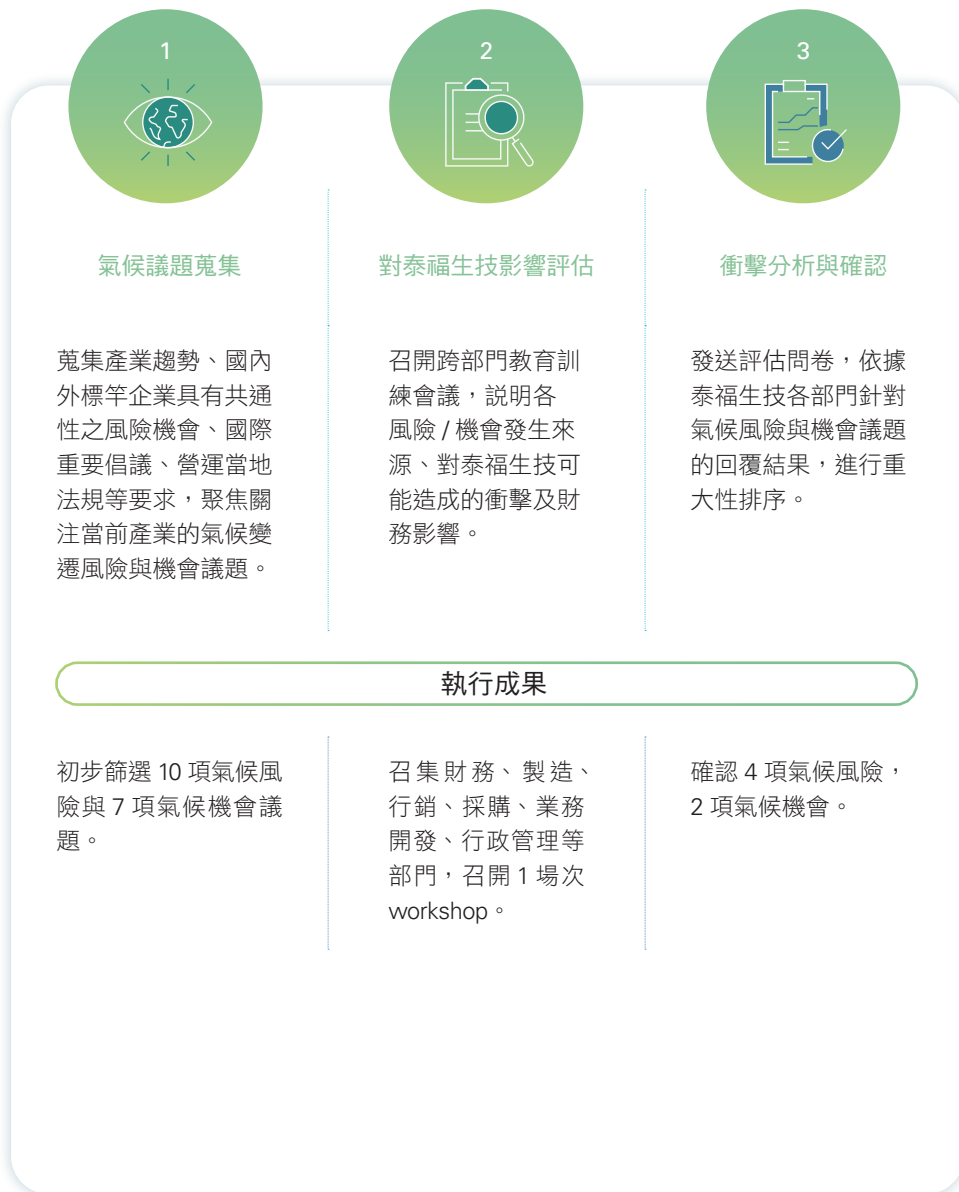 1
氣候議題蒐集
蒐集產業趨勢、國內
外標竿企業具有共通
性之風險機會、國際
重要倡議、營運當地
法規等要求,聚焦關
注當前產業的氣候變
遷風險與機會議題。
2
對泰福生技影響評估
召開跨部門教育訓
練會議,說明各
風險 / 機會發生來
源、對泰福生技可
能造成的衝擊及財
務影響。
3
衝擊分析與確認
發送評估問卷,依據
泰福生技各部門針對
氣候風險與機會議題
的回覆結果,進行重
大性排序。
執行成果
初步篩選 10 項氣候風
險與 7 項氣候機會議
題。
召集財務、製造、
行銷、採購、業務
開發、行政管理等
部門,召開 1 場次
workshop。
確認 4 項氣候風險,
2 項氣候機會。